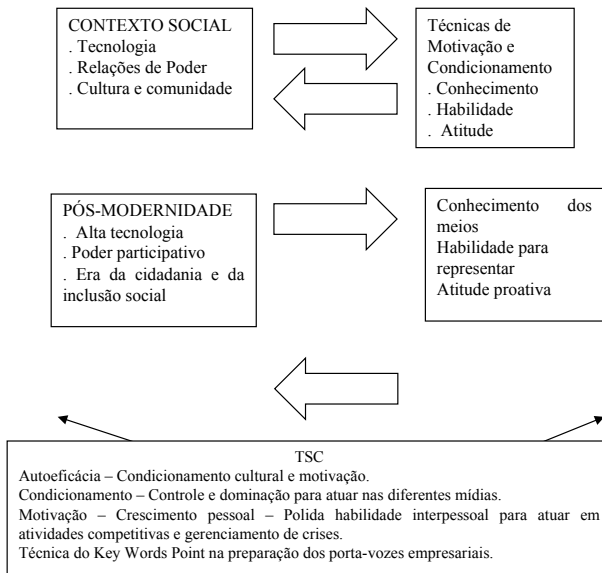 CONTEXTO SOCIAL
. Tecnologia
. Relações de Poder
. Cultura e comunidade
Técnicas de
Motivação e
Condicionamento
. Conhecimento
. Habilidade
. Atitude
PÓS-MODERNIDADE
. Alta tecnologia
. Poder participativo
. Era da cidadania e da
inclusão social
Conhecimento dos
meios
Habilidade para
representar
Atitude proativa
TSC
Autoeficácia – Condicionamento cultural e motivação.
Condicionamento – Controle e dominação para atuar nas diferentes mídias.
Motivação – Crescimento pessoal – Polida habilidade interpessoal para atuar em
atividades competitivas e gerenciamento de crises.
Técnica do Key Words Point na preparação dos porta-vozes empresariais.